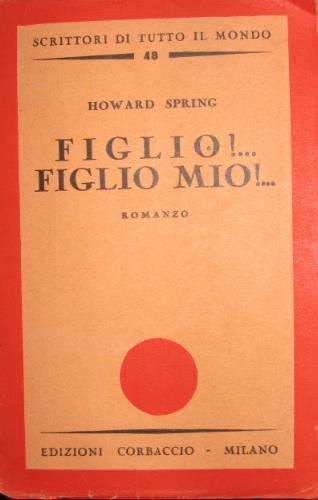 SCRITTORI DI TUTTO IL MONDO
48
HOWARD SPRING
FIGLIO!...
FIGLIO MIO!...
ROMANZO
EDIZIONI CORBACCIO - MILANO